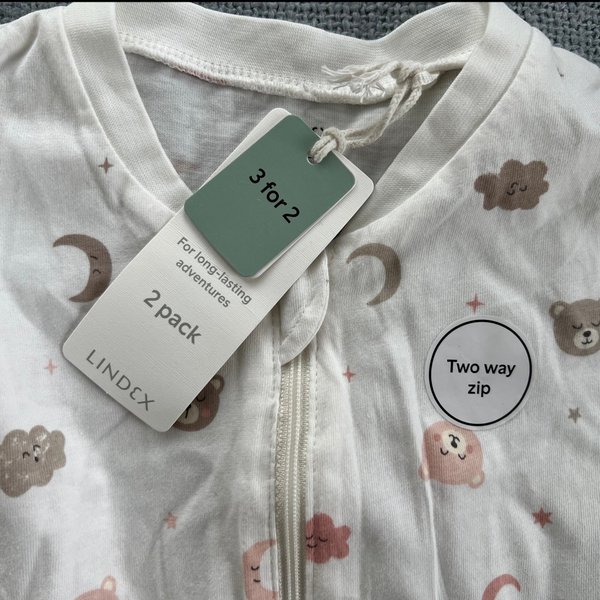 3 for 2
For long-lasting
adventures
2 pack
LINDEX
Two way
zip